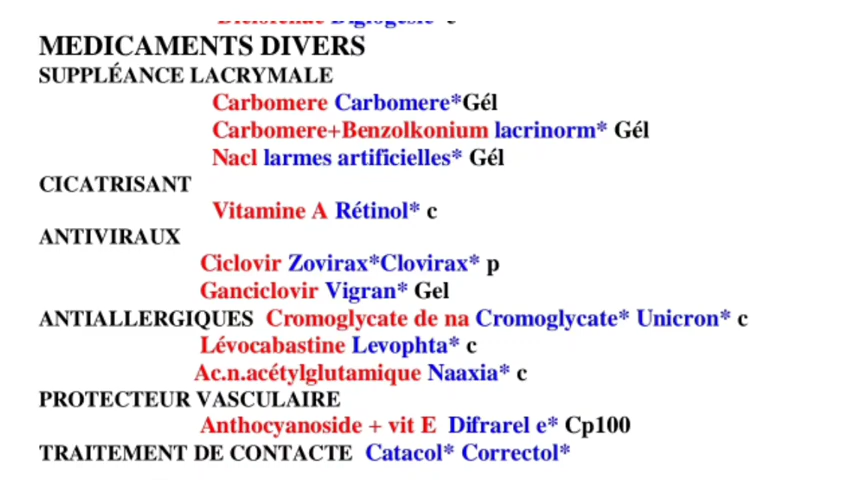 MEDICAMENTS DIVERS
SUPPLÉANCE LACRYMALE
Carbomere Carbomere*Gél
Carbomere+Benzolkonium lacrinorm* Gél
Nacl larmes artificielles* Gél
CICATRISANT
Vitamine A Rétinol* c
ANTIVIRAUX
Ciclovir Zovirax*Clovirax* p
Ganciclovir Vigran* Gel
ANTIALLERGIQUES Cromoglycate de na Cromoglycate* Unicron* c
Lévocabastine Levophta* c
Ac.n.acétylglutamique Naaxia* c
PROTECTEUR VASCULAIRE
Anthocyanoside + vit E Difrarel e* Cp100
TRAITEMENT DE CONTACTE Catacol* Correctol*